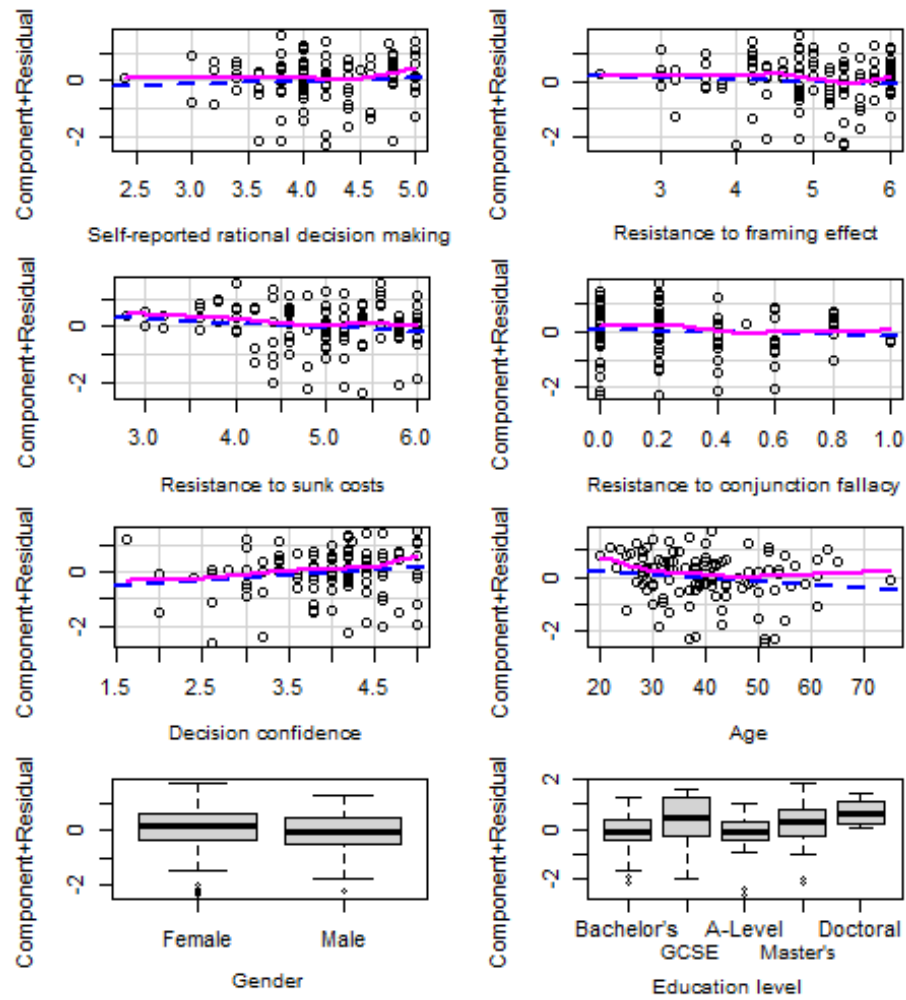 Component+Residual
0
-2
2.5 3.0 3.5 4.0 4.5 5.0
Self-reported rational decision making
Component+Residual
0
-2
3 4 5 6
Resistance to framing effect
Component+Residual
0
-2
3.0 4.0 5.0 6.0
Resistance to sunk costs
Component+Residual
0
-2
0.0 0.2 0.4 0.6 0.8 1.0
Resistance to conjunction fallacy
Component+Residual
0
-2
1.5 2.5 3.5 4.5
Decision confidence
Component+Residual
0
-2
20 30 40 50 60 70
Age
Component+Residual
0
-2
Female Male
Gender
Component+Residual
2
0
-2
Bachelor's A-Level Doctoral
GCSE Master's
Education level